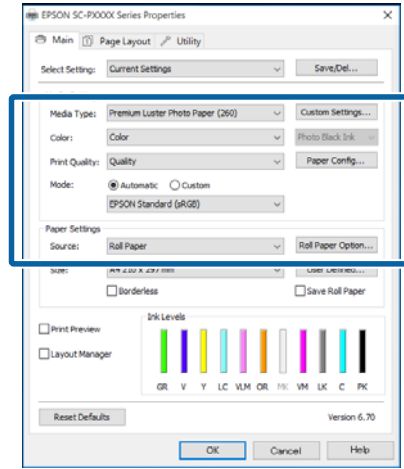 EPSON SC-PXXXX Series Properties
Main Page Layout Utility
Select Setting: Current Settings Save/Del...
Media Type: Premium Luster Photo Paper (260) Custom Settings...
Color: Color Photo Black Ink
Print Quality: Quality Paper Config...
Mode: Automatic Custom
EPSON Standard (sRGB)
Paper Settings
Source: Roll Paper Roll Paper Option...
Size: A4 210 x 297 mm User Defined...
Borderless Save Roll Paper
Ink Levels
Print Preview
Layout Manager
GR V Y LC VLM OR MK VM LK C PK
Reset Defaults Version 6.70
OK Cancel Help